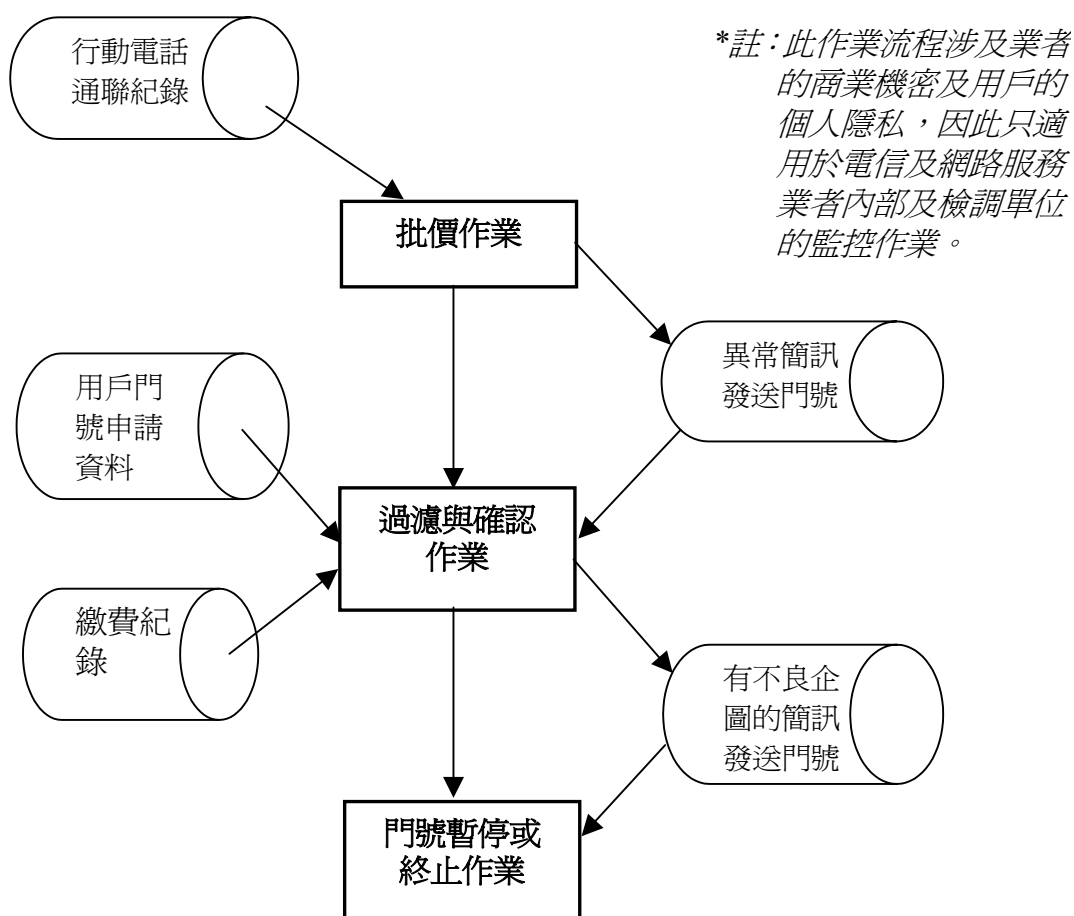 行動電話
通聯紀錄
*註：此作業流程涉及業者
的商業機密及用戶的
個人隱私，因此只適
用於電信及網路服務
業者內部及檢調單位
的監控作業。
批價作業
異常簡訊
發送門號
用戶門
號申請
資料
過濾與確認
作業
繳費紀
錄
有不良企
圖的簡訊
發送門號
門號暫停或
終止作業